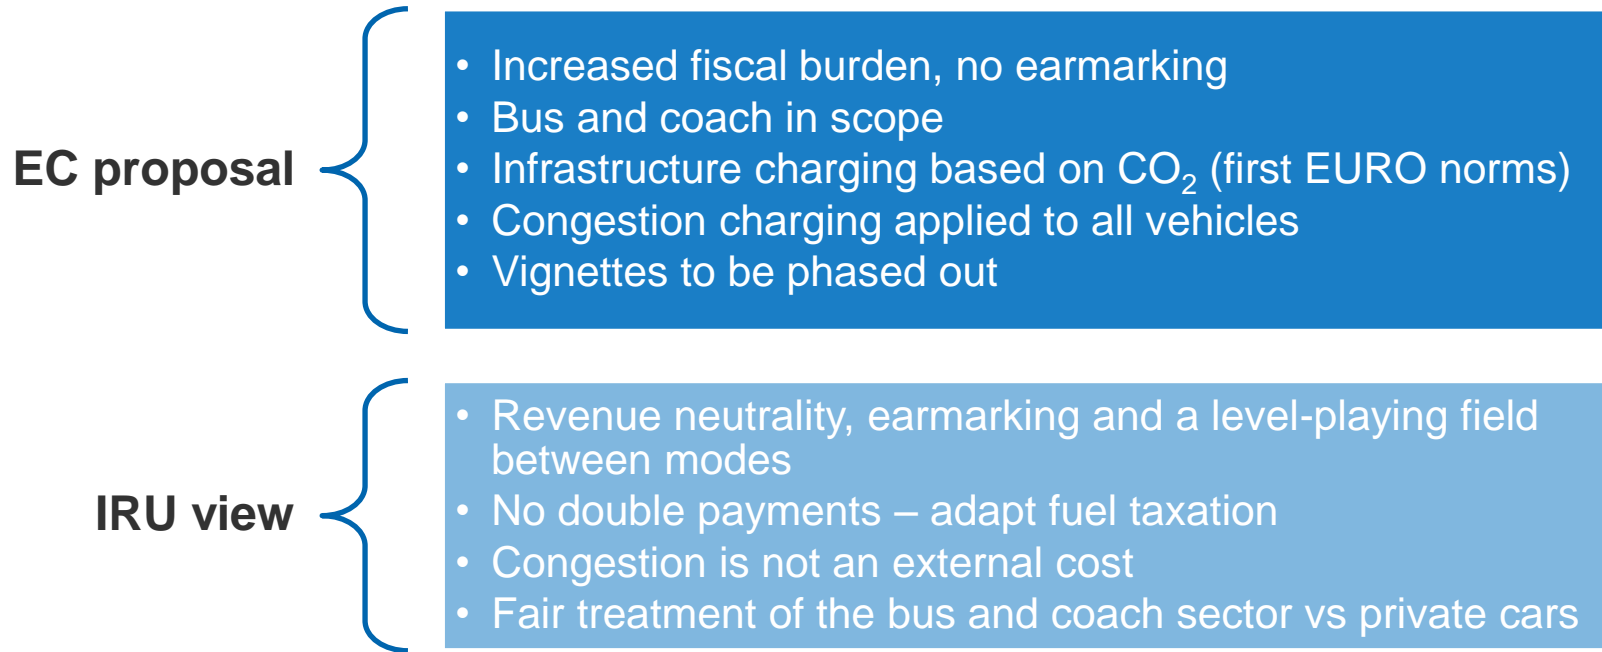 EC proposal
• Increased fiscal burden, no earmarking
• Bus and coach in scope
• Infrastructure charging based on CO₂ (first EURO norms)
• Congestion charging applied to all vehicles
• Vignettes to be phased out
IRU view
• Revenue neutrality, earmarking and a level-playing field
between modes
• No double payments – adapt fuel taxation
• Congestion is not an external cost
• Fair treatment of the bus and coach sector vs private cars